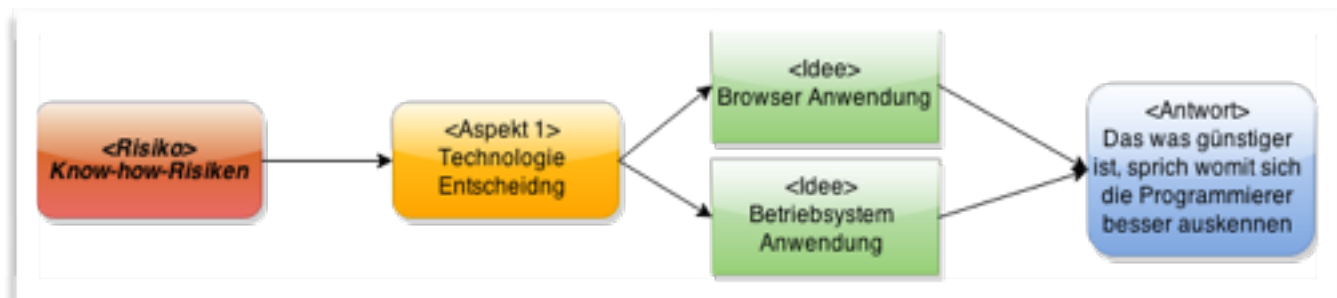 <Risiko>
Know-how-Risiken
<Aspekt 1>
Technologie
Entscheidng
<Idee>
Browser Anwendung
<Idee>
Betriebsystem
Anwendung
<Antwort>
Das was günstiger
ist, sprich womit sich
die Programmierer
besser auskennen